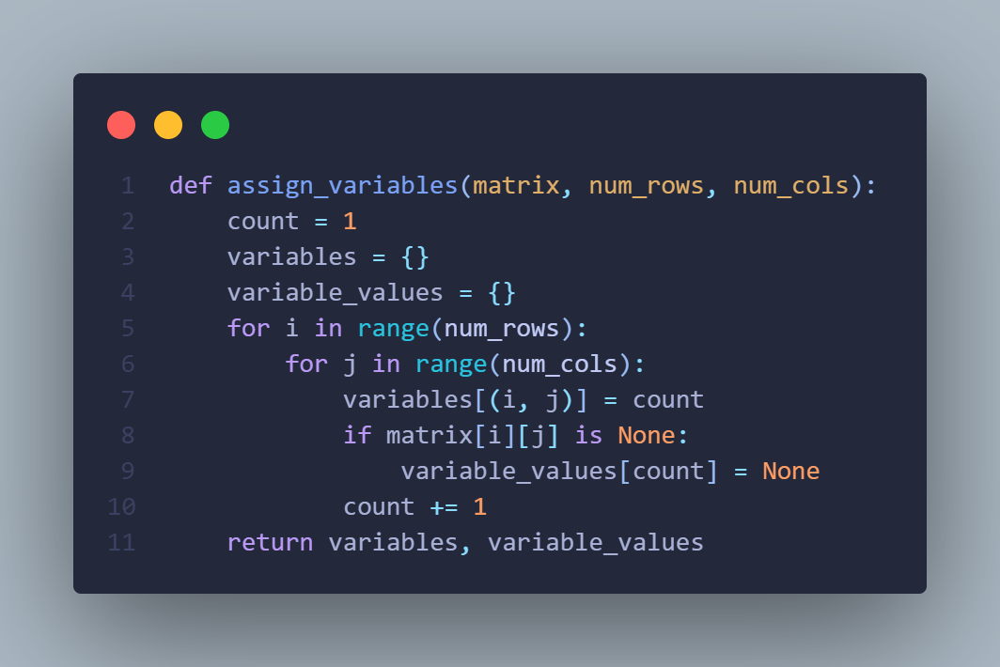 1 def assign_variables(matrix, num_rows, num_cols):
2     count = 1
3     variables = {}
4     variable_values = {}
5     for i in range(num_rows):
6         for j in range(num_cols):
7             variables[(i, j)] = count
8             if matrix[i][j] is None:
9                 variable_values[count] = None
10             count += 1
11     return variables, variable_values